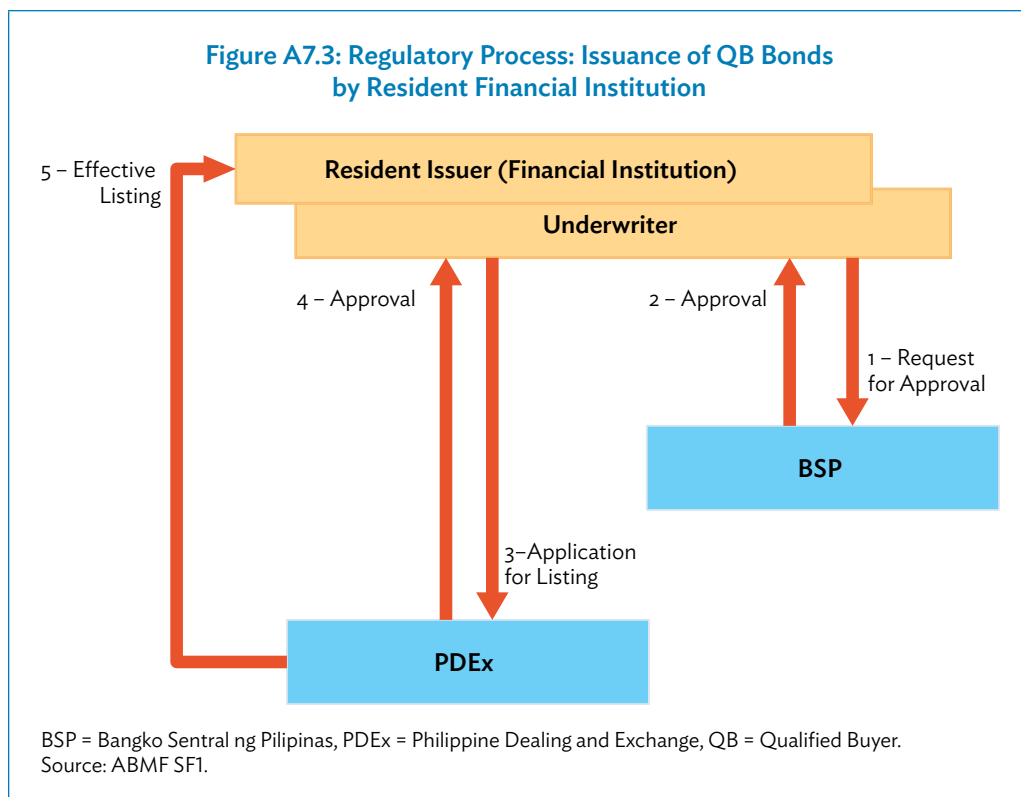 Figure A7.3: Regulatory Process: Issuance of QB Bonds
by Resident Financial Institution
5 – Effective
Listing
Resident Issuer (Financial Institution)
Underwriter
4 – Approval
2 – Approval
1 – Request
for Approval
BSP
3–Application
for Listing
PDEx
BSP = Bangko Sentral ng Pilipinas, PDEx = Philippine Dealing and Exchange, QB = Qualified Buyer.
Source: ABMF SF1.